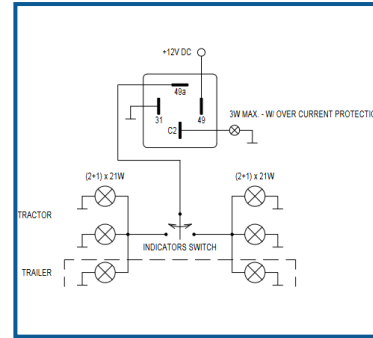 +12V DC
49a
31
49
C2
3W MAX. - W/ OVER CURRENT PROTECTIO
(2+1) x 21W
(2+1) x 21W
TRACTOR
INDICATORS SWITCH
TRAILER